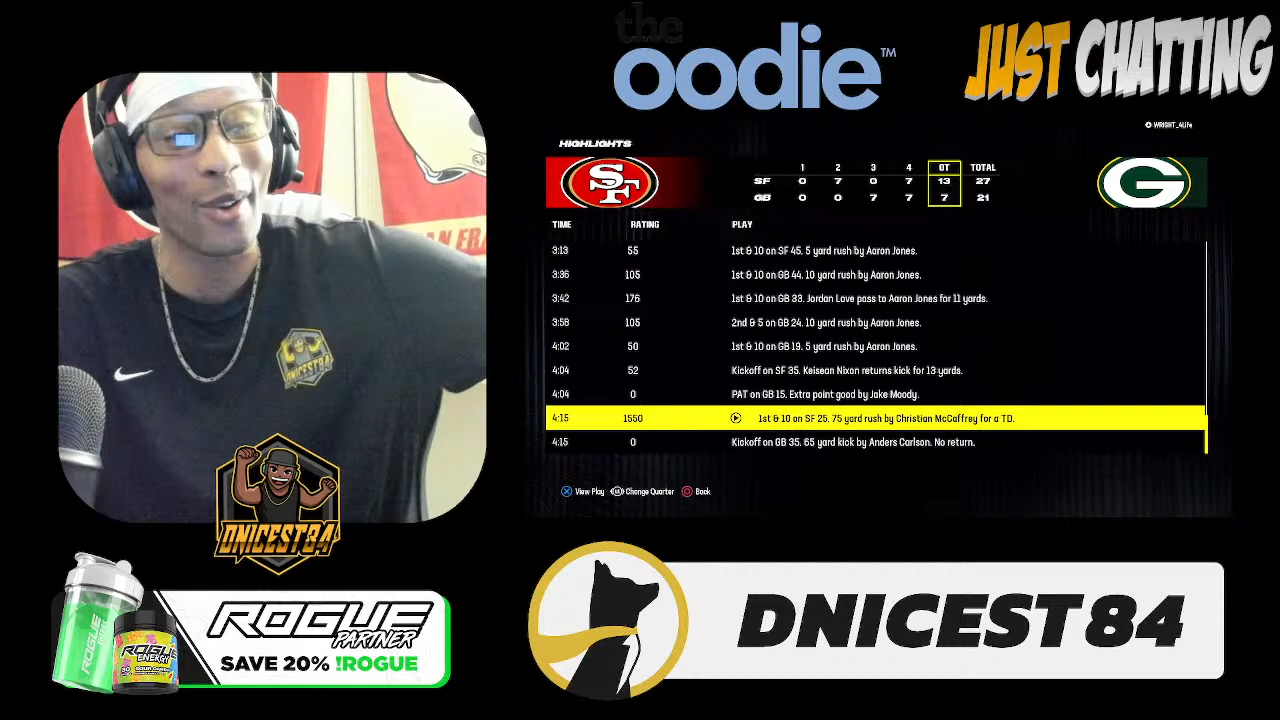 the
oodie™
JUST CHATTING
WRIGHT_4Life
HIGHLIGHTS
SF
1 2 3 4 OT TOTAL
SF 0 7 0 7 13 27
GB 0 0 7 7 7 21
G
TIME RATING PLAY
3:13 55 1st & 10 on SF 45. 5 yard rush by Aaron Jones.
3:36 105 1st & 10 on GB 44. 10 yard rush by Aaron Jones.
3:42 176 1st & 10 on GB 33. Jordan Love pass to Aaron Jones for 11 yards.
3:58 105 2nd & 5 on GB 24. 10 yard rush by Aaron Jones.
4:02 50 1st & 10 on GB 19. 5 yard rush by Aaron Jones.
4:04 52 Kickoff on SF 35. Keisean Nixon returns kick for 13 yards.
4:04 0 PAT on GB 15. Extra point good by Jake Moody.
4:15 1550 1st & 10 on SF 25. 75 yard rush by Christian McCaffrey for a TD.
4:15 0 Kickoff on GB 35. 65 yard kick by Anders Carlson. No return.
View Play Change Quarter Back
AN FRA
DNICEST84
DNICEST84
ROGUE
ROGUE
ENERGY
ROGUE
PARTNER
SAVE 20% !ROGUE
DNICEST84